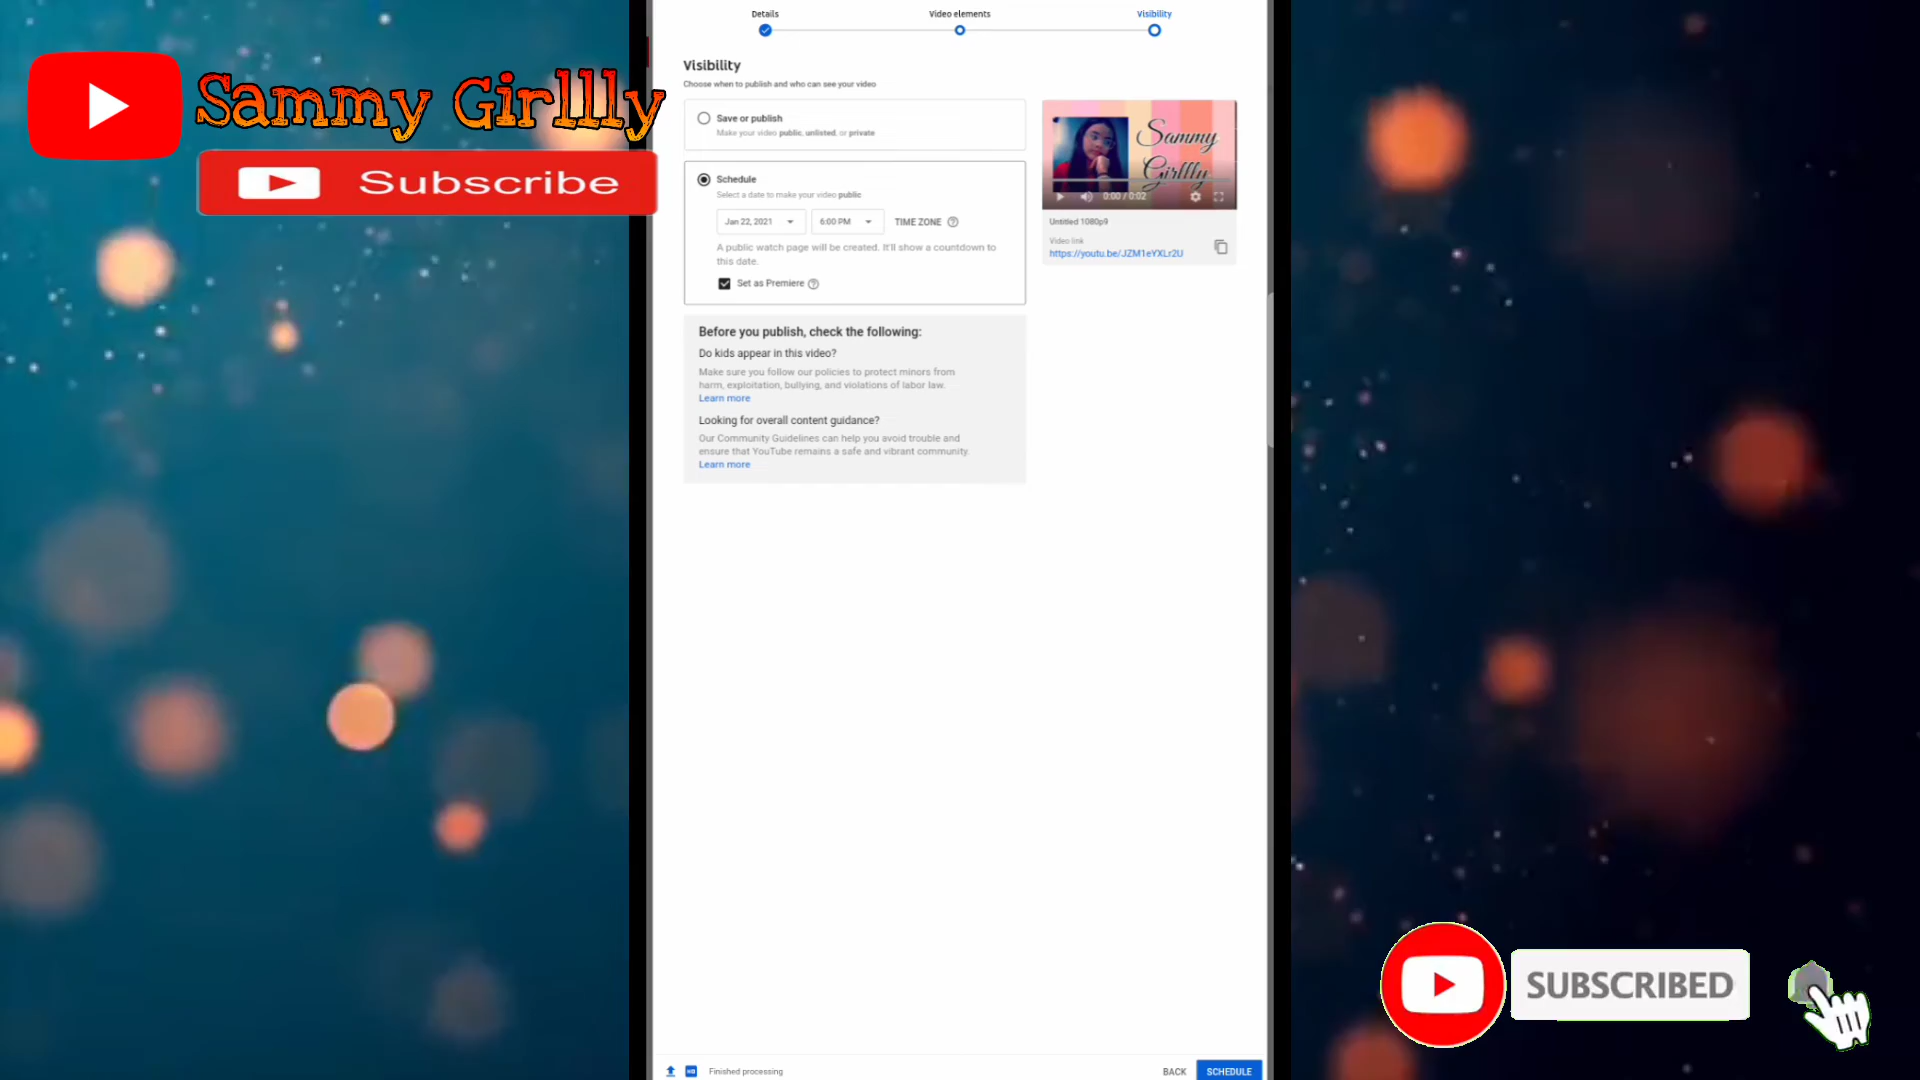 Sammy Girllly
Subscribe
Details
Video elements
Visibility
Visibility
Choose when to publish and who can see your video
Save or publish
Make your video public, unlisted, or private
Schedule
Select a date to make your video public
Jan 22, 2021
6:00 PM
TIME ZONE
A public watch page will be created. It'll show a countdown to
this date.
Set as Premiere
Before you publish, check the following:
Do kids appear in this video?
Make sure you follow our policies to protect minors from
harm, exploitation, bullying, and violations of labor law.
Learn more
Looking for overall content guidance?
Our Community Guidelines can help you avoid trouble and
ensure that YouTube remains a safe and vibrant community.
Learn more
Sammy
Girllly
0:00 / 0:02
Untitled 1080p9
Video link
https://youtu.be/JZM1eYXLr2U
SUBSCRIBED
HD
Finished processing
BACK
SCHEDULE